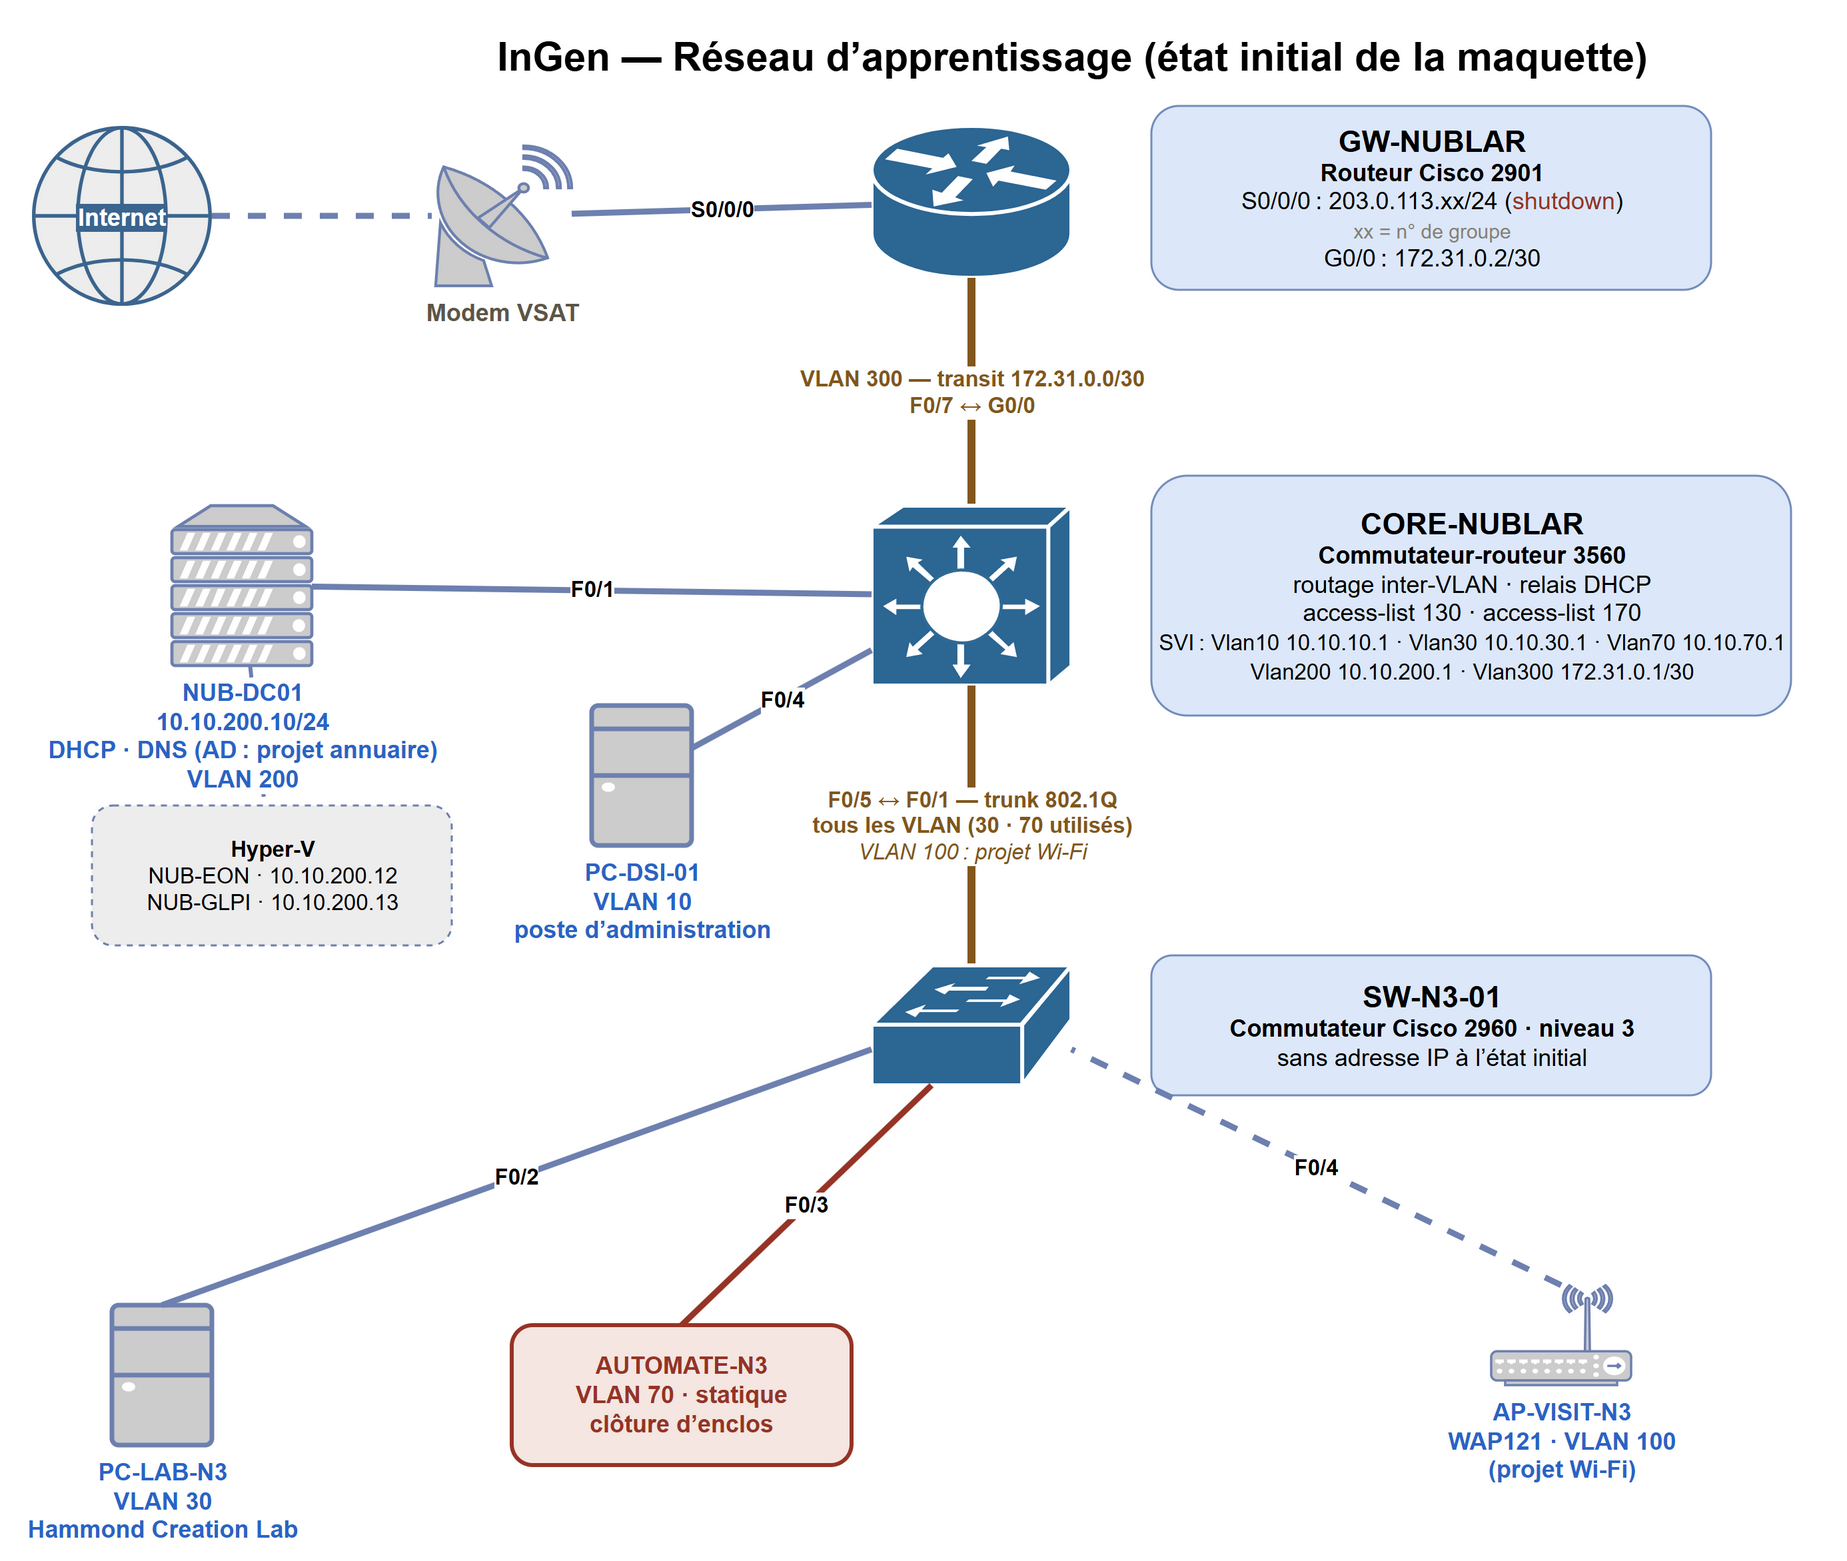 InGen — Réseau d’apprentissage (état initial de la maquette)
Internet
Modem VSAT
S0/0/0
GW-NUBLAR
Routeur Cisco 2901
S0/0/0 : 203.0.113.xx/24 (shutdown)
xx = n° de groupe
G0/0 : 172.31.0.2/30
VLAN 300 — transit 172.31.0.0/30
F0/7 ↔ G0/0
F0/1
CORE-NUBLAR
Commutateur-routeur 3560
routage inter-VLAN · relais DHCP
access-list 130 · access-list 170
SVI : Vlan10 10.10.10.1 · Vlan30 10.10.30.1 · Vlan70 10.10.70.1
Vlan200 10.10.200.1 · Vlan300 172.31.0.1/30
NUB-DC01
10.10.200.10/24
DHCP · DNS (AD : projet annuaire)
VLAN 200
F0/4
Hyper-V
NUB-EON · 10.10.200.12
NUB-GLPI · 10.10.200.13
PC-DSI-01
VLAN 10
poste d’administration
F0/5 ↔ F0/1 — trunk 802.1Q
tous les VLAN (30 · 70 utilisés)
VLAN 100 : projet Wi-Fi
SW-N3-01
Commutateur Cisco 2960 · niveau 3
sans adresse IP à l’état initial
F0/2
F0/3
F0/4
PC-LAB-N3
VLAN 30
Hammond Creation Lab
AUTOMATE-N3
VLAN 70 · statique
clôture d’enclos
AP-VISIT-N3
WAP121 · VLAN 100
(projet Wi-Fi)